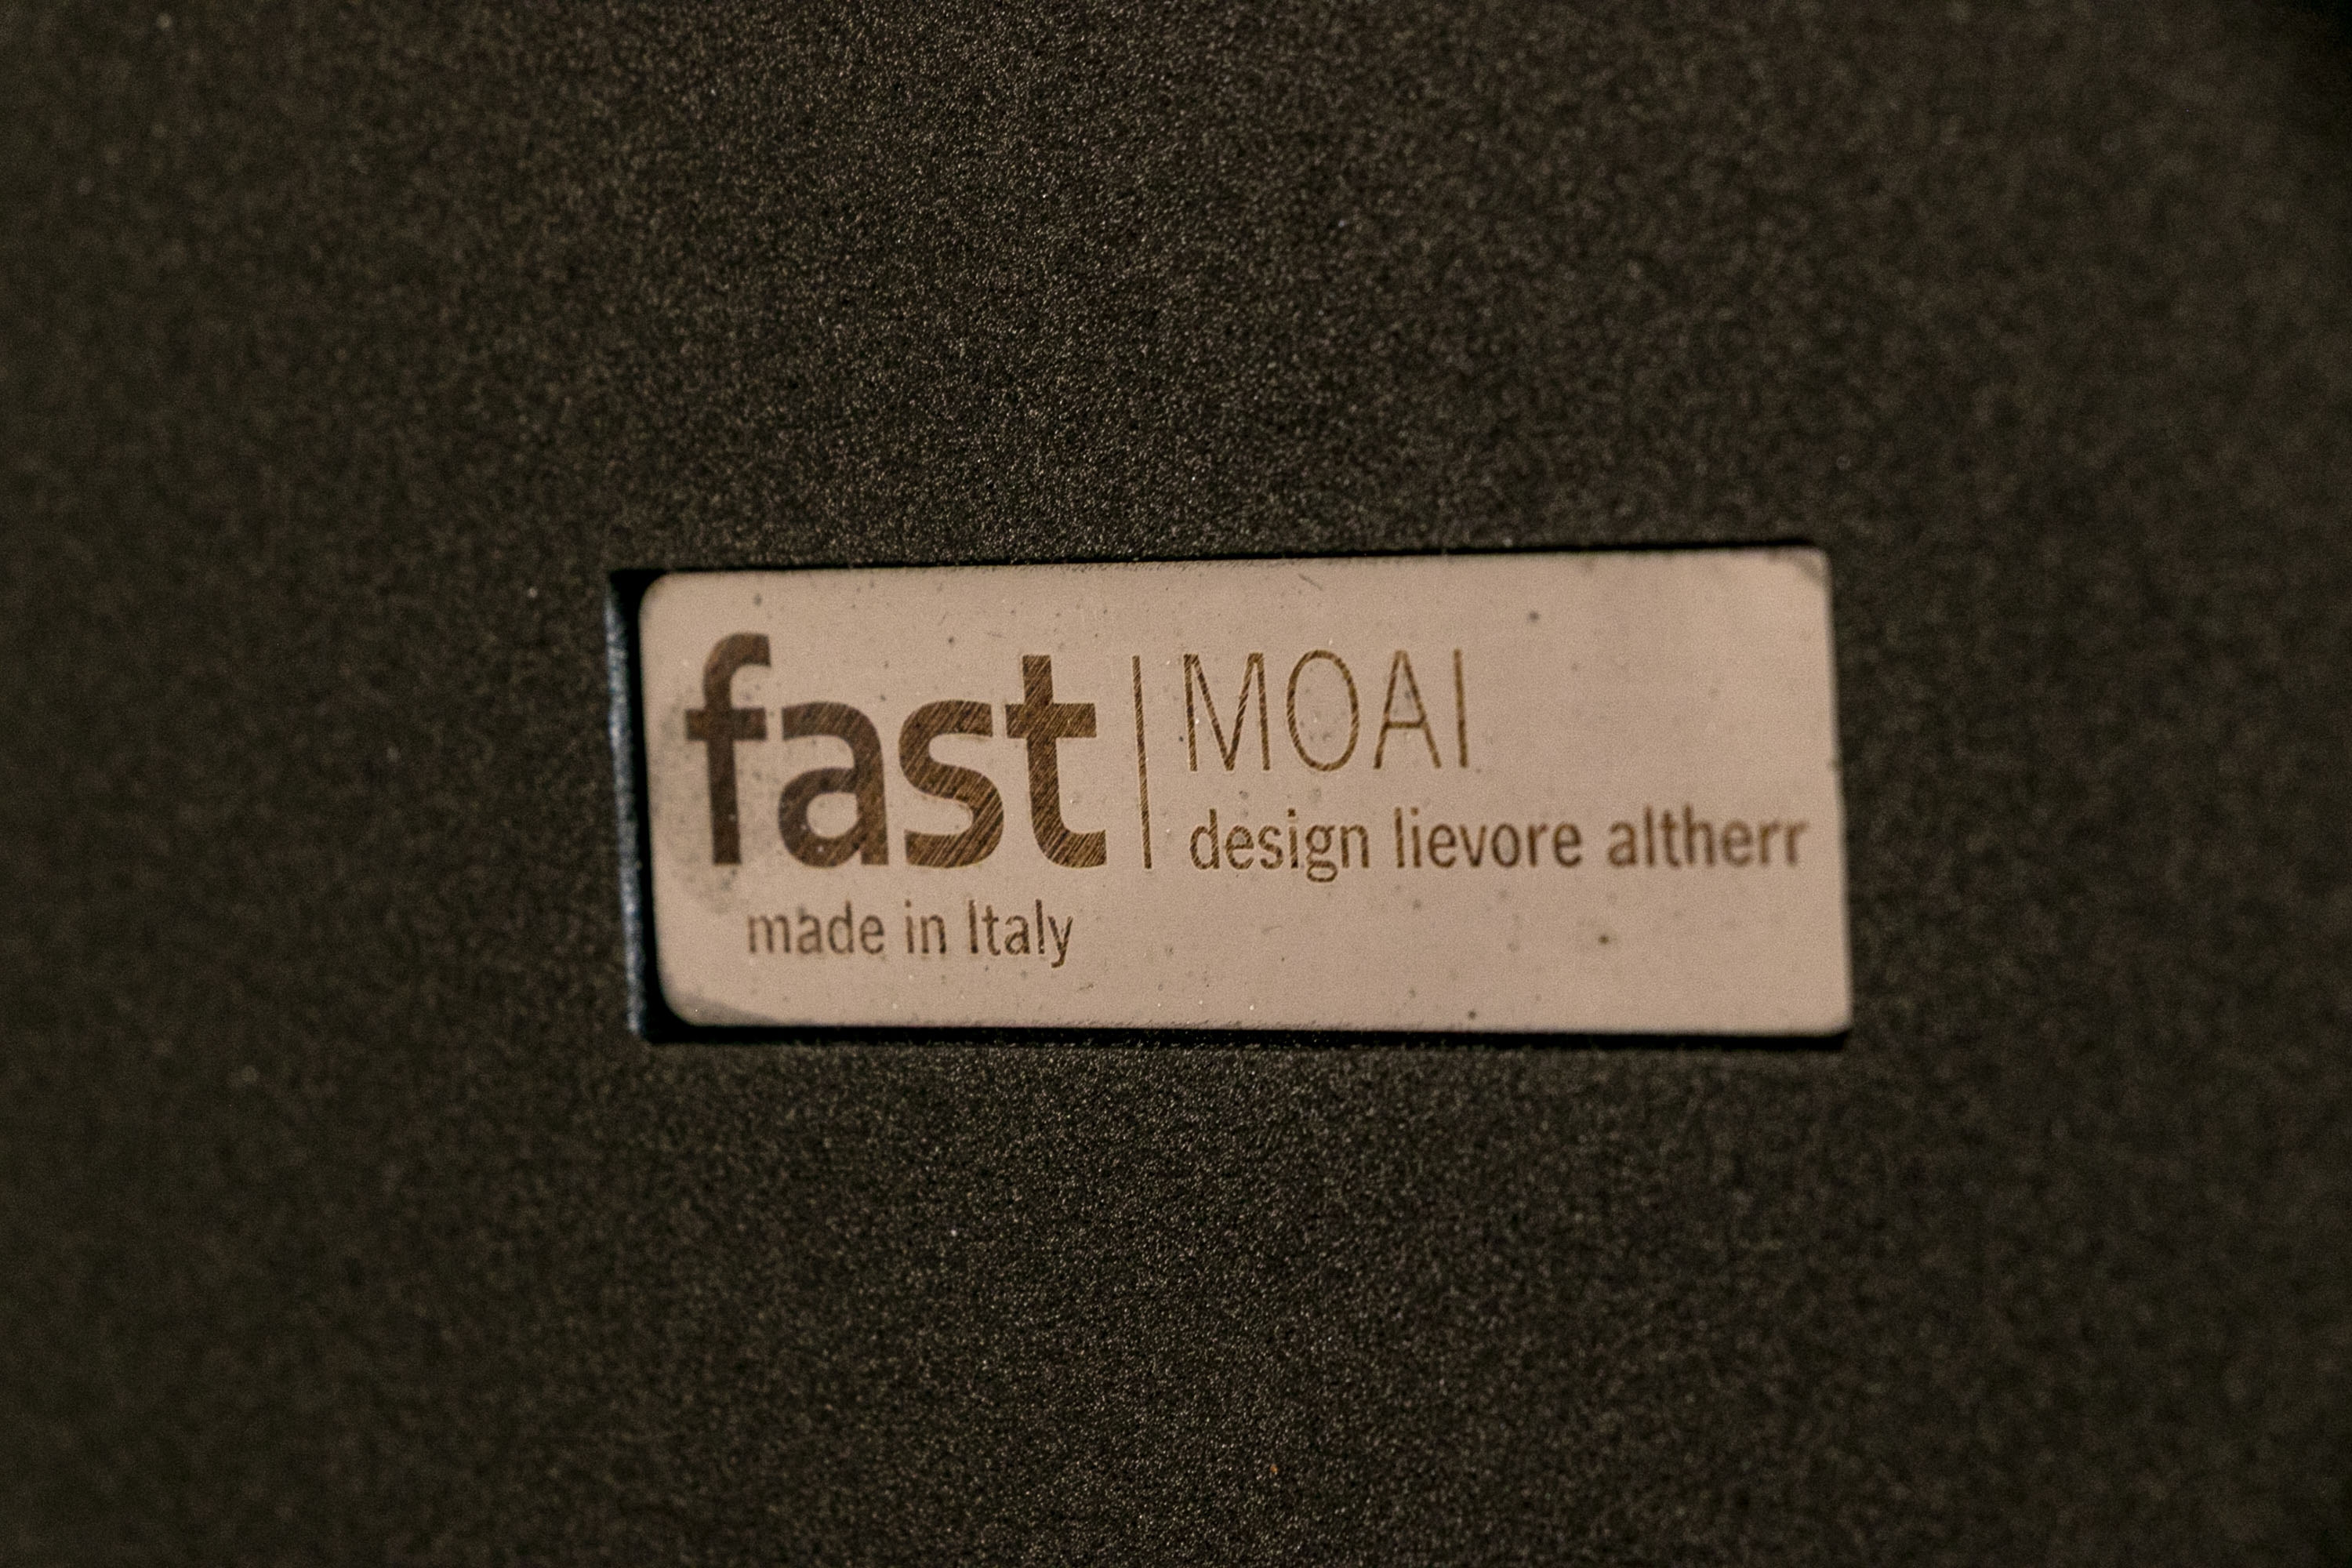 fast | MOAI
design lievore altherr
made in Italy